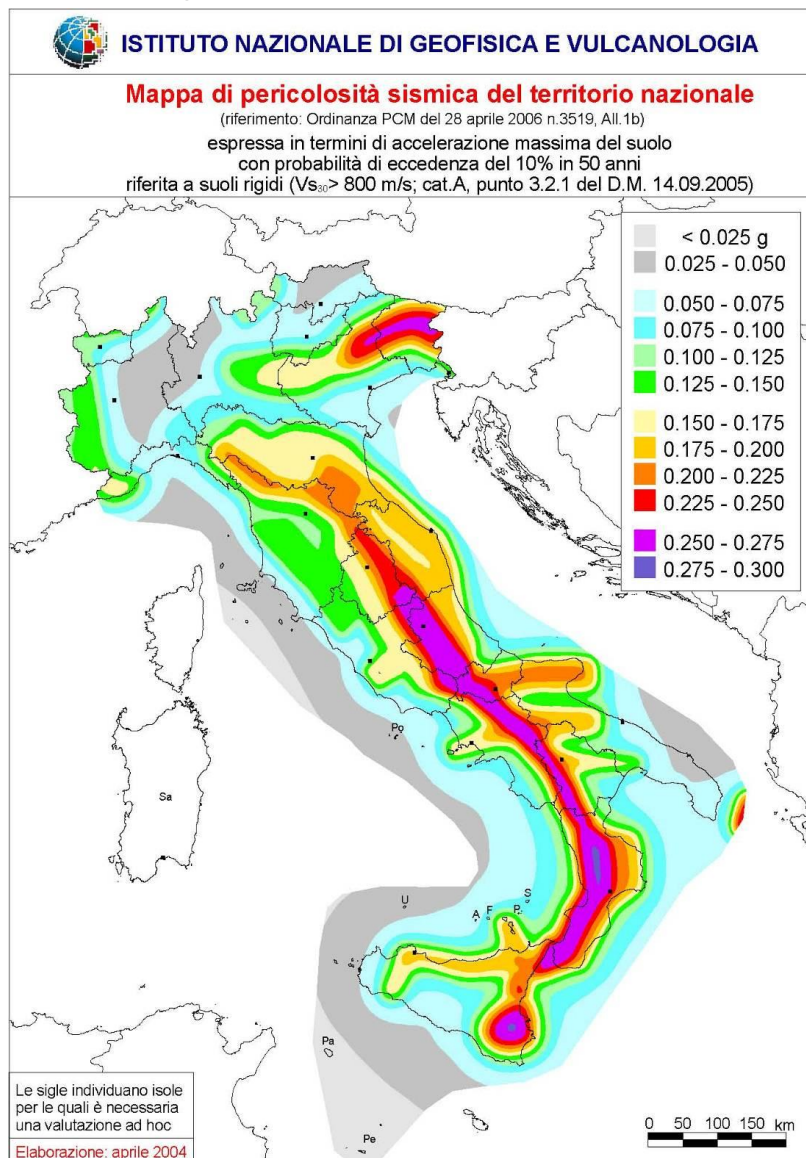 ISTITUTO NAZIONALE DI GEOFISICA E VULCANOLOGIA
Mappa di pericolosità sismica del territorio nazionale
(riferimento: Ordinanza PCM del 28 aprile 2006 n.3519, All.1b)
espressa in termini di accelerazione massima del suolo
con probabilità di eccedenza del 10% in 50 anni
riferita a suoli rigidi (Vs₃₀> 800 m/s; cat.A, punto 3.2.1 del D.M. 14.09.2005)
< 0.025 g
0.025 - 0.050
0.050 - 0.075
0.075 - 0.100
0.100 - 0.125
0.125 - 0.150
0.150 - 0.175
0.175 - 0.200
0.200 - 0.225
0.225 - 0.250
0.250 - 0.275
0.275 - 0.300
Po
Sa
U
A
F
P
S
Pa
Pe
Le sigle individuano isole
per le quali è necessaria
una valutazione ad hoc
Elaborazione: aprile 2004
0 50 100 150 km